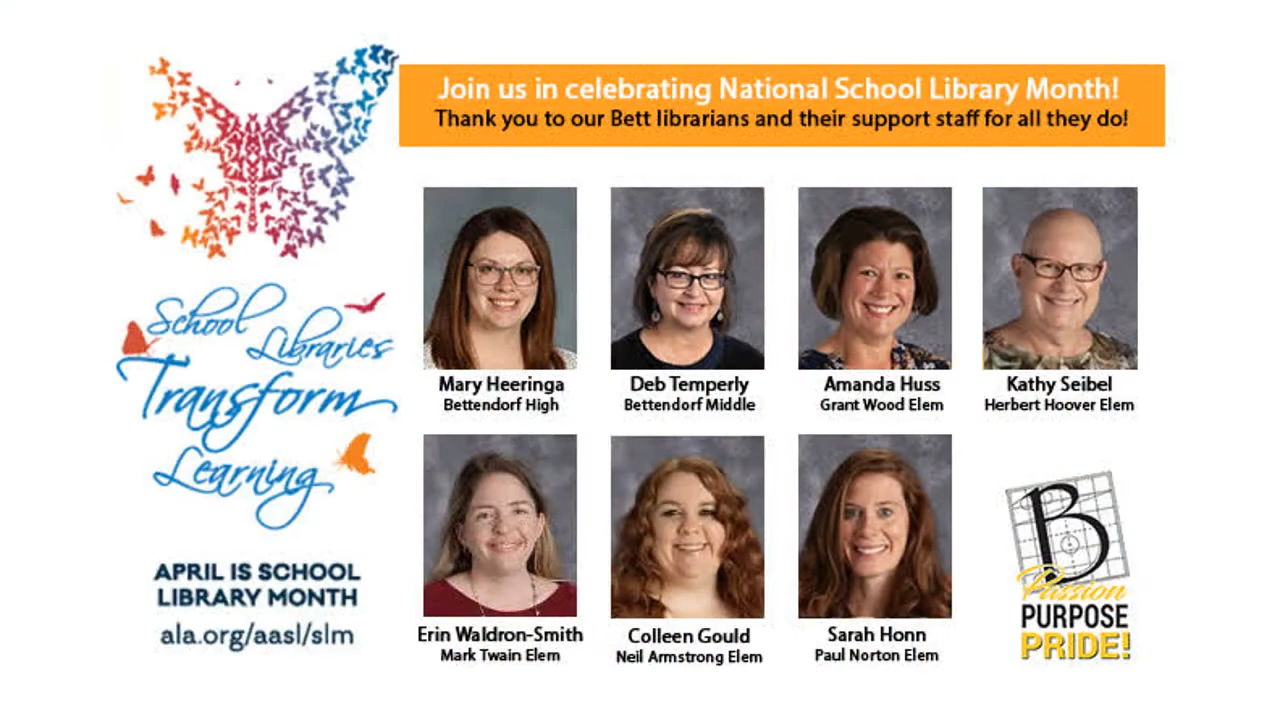 Join us in celebrating National School Library Month!
Thank you to our Bett librarians and their support staff for all they do!
School
Libraries
Transform
Learning
APRIL IS SCHOOL
LIBRARY MONTH
ala.org/aasl/slm
Mary Heeringa
Bettendorf High
Deb Temperly
Bettendorf Middle
Amanda Huss
Grant Wood Elem
Kathy Seibel
Herbert Hoover Elem
Erin Waldron-Smith
Mark Twain Elem
Colleen Gould
Neil Armstrong Elem
Sarah Honn
Paul Norton Elem
B
Passion
PURPOSE
PRIDE!